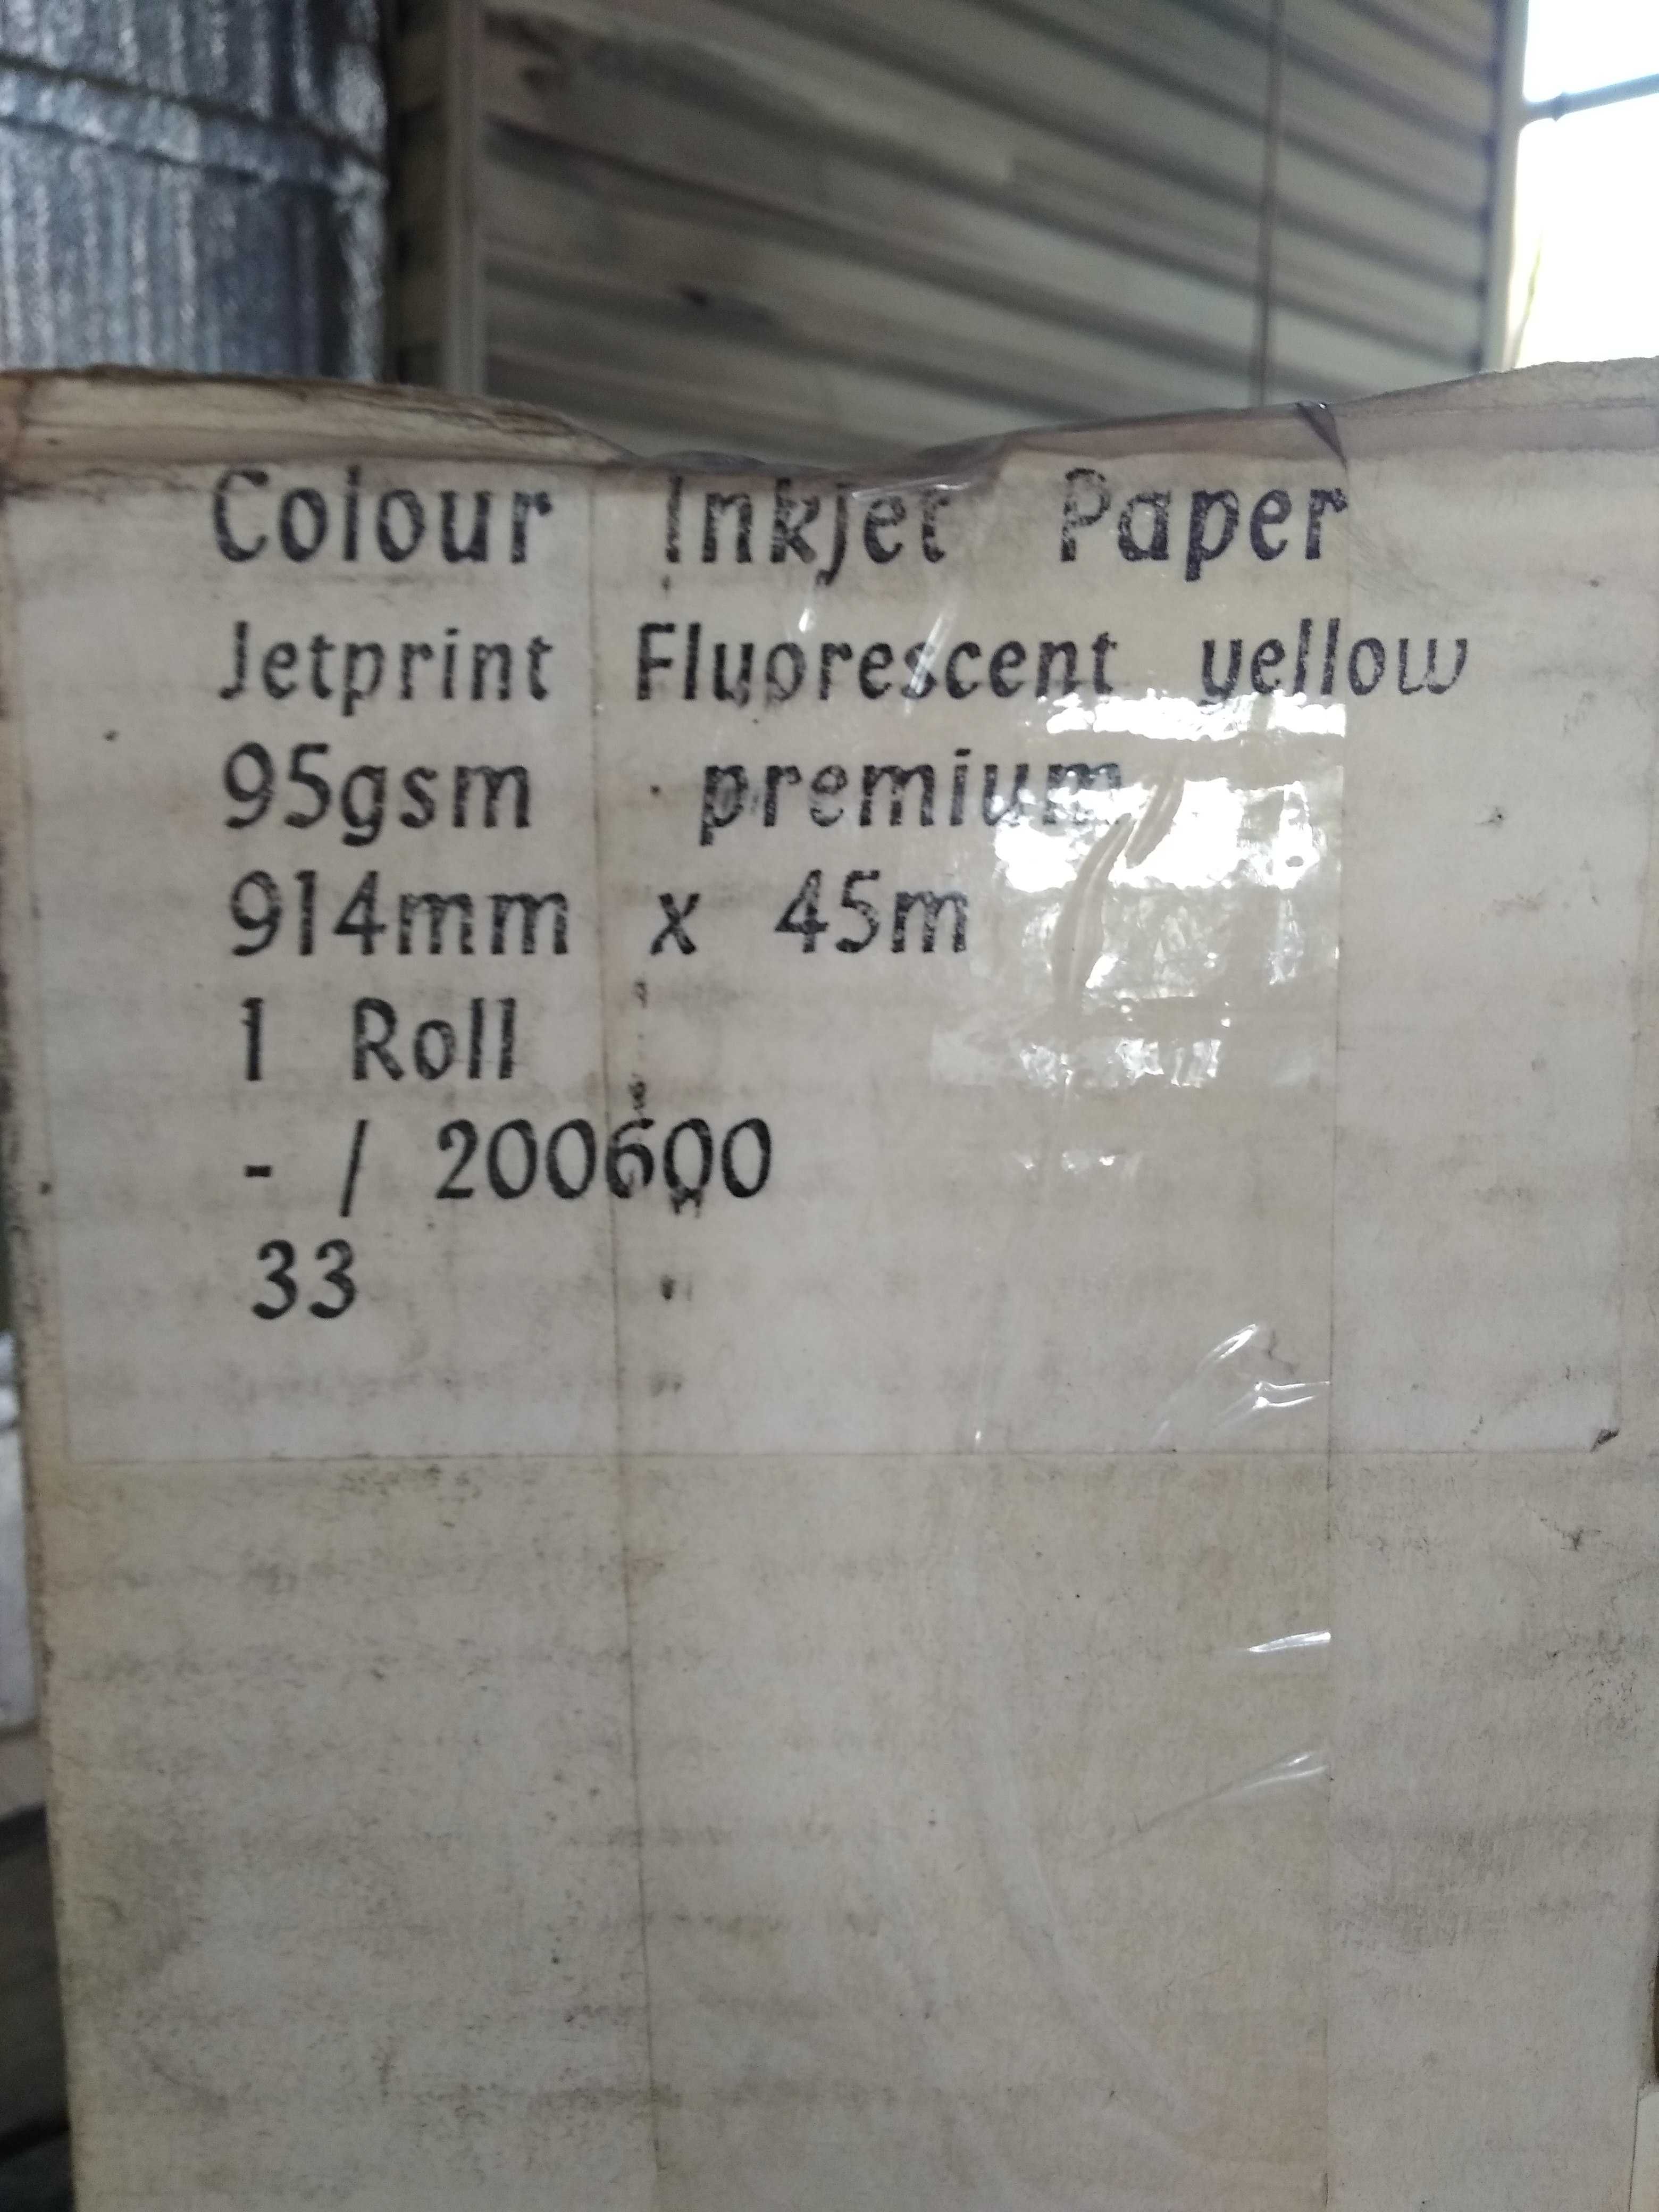 Colour Inkjet Paper
Jetprint Fluorescent yellow
95gsm premium
914mm x 45m
1 Roll
- / 200600
33